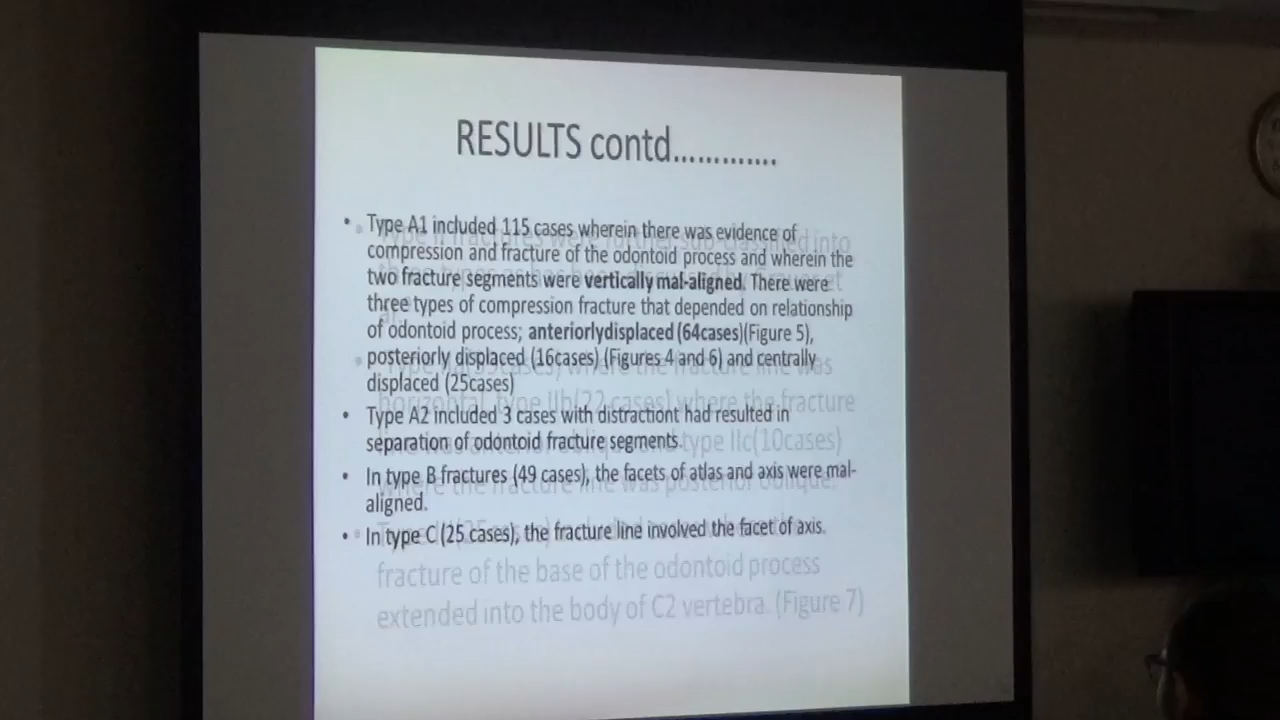 RESULTS contd.............
• Type A1 included 115 cases wherein there was evidence of
compression and fracture of the odontoid process and wherein the
two fracture segments were vertically mal-aligned. There were
three types of compression fracture that depended on relationship
of odontoid process; anteriorlydisplaced (64cases)(Figure 5),
posteriorly displaced (16cases) (Figures 4 and 6) and centrally
displaced (25cases)
• Type A2 included 3 cases with distractiont had resulted in
separation of odontoid fracture segments.
• In type B fractures (49 cases), the facets of atlas and axis were mal-
aligned.
• In type C (25 cases), the fracture line involved the facet of axis.
horizontal, type IIb(22 cases) where the fracture
type IIc(10cases)
where the fracture line was posterior oblique.
fracture of the base of the odontoid process
extended into the body of C2 vertebra. (Figure 7)